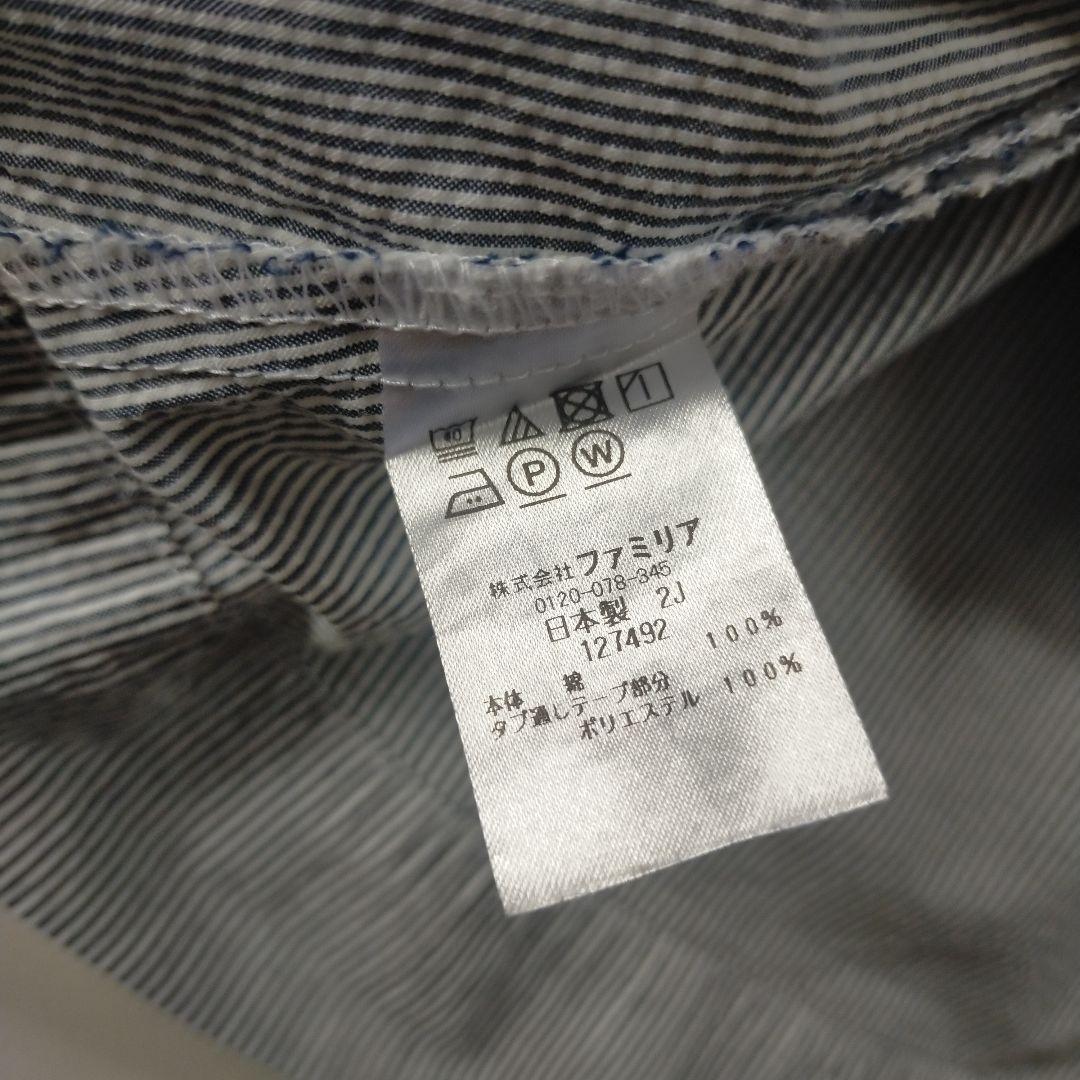 40
P W
株式会社ファミリア
0120-078-345
日本製 2J
127492
本体 綿 100%
タブ通しテープ部分
ポリエステル 100%